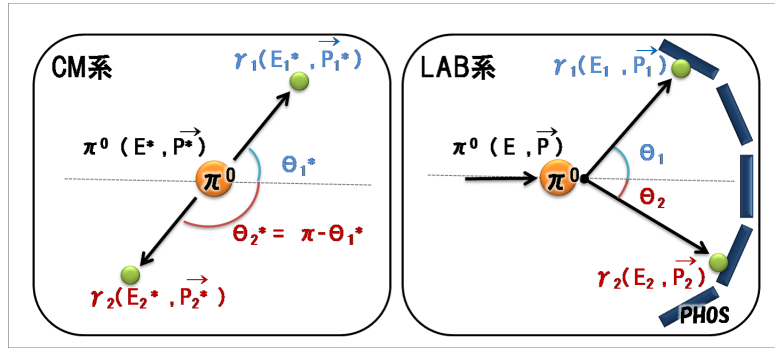 CM系
γ₁(E₁* , P₁*)
π⁰ (E* , P*)
π⁰
θ₁*
θ₂* = π-θ₁*
γ₂(E₂* , P₂*)
LAB系
γ₁(E₁ , P₁)
π⁰ (E , P)
π⁰
θ₁
θ₂
γ₂(E₂ , P₂)
PHOS